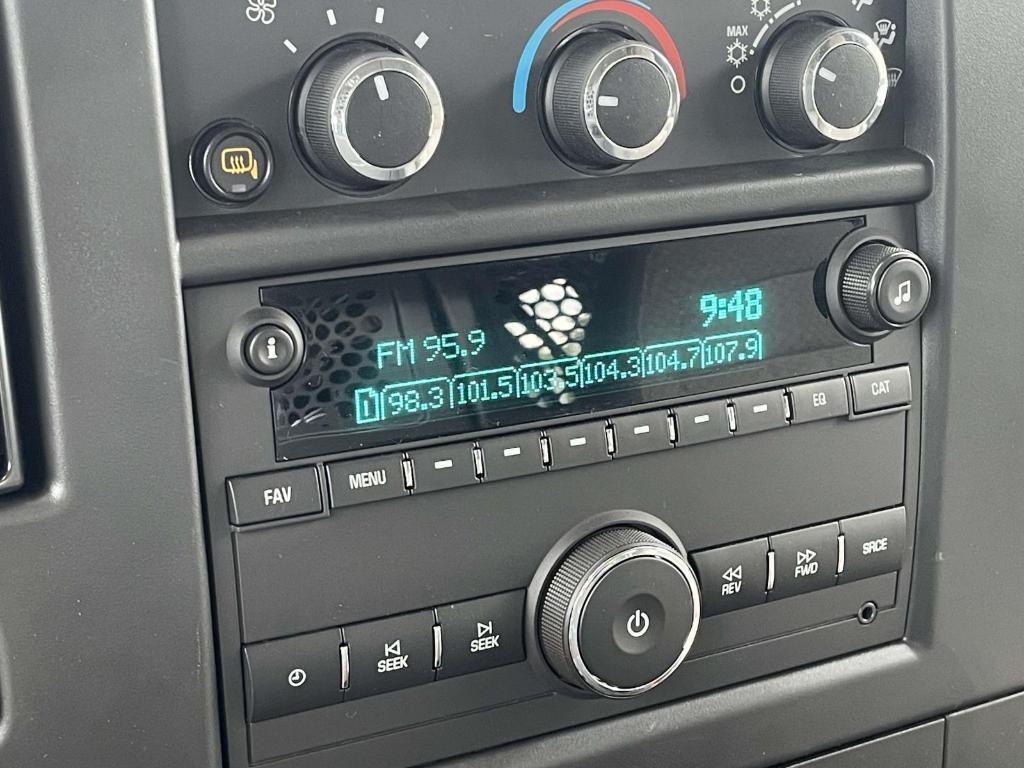 MAX
9:48
FM 95.9
1 98.3 101.5 103.5 104.3 104.7 107.9
FAV MENU EQ CAT
REV FWD SRCE
SEEK SEEK